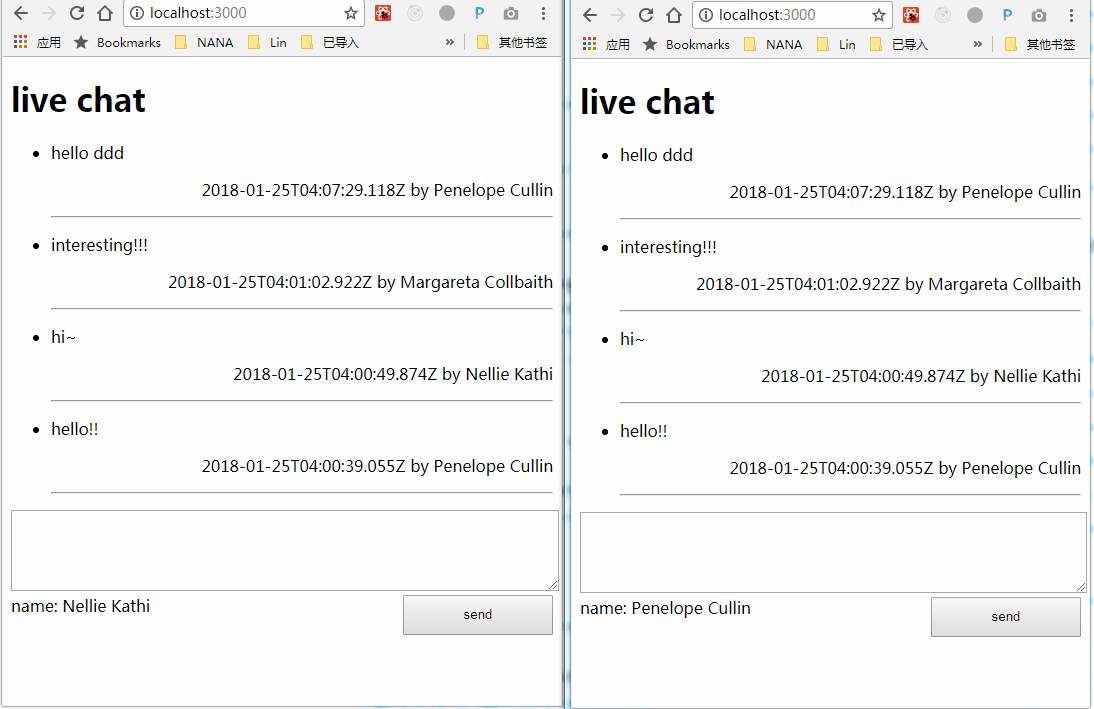 localhost:3000
应用 Bookmarks NANA Lin 已导入 » 其他书签
live chat
hello ddd
2018-01-25T04:07:29.118Z by Penelope Cullin
interesting!!!
2018-01-25T04:01:02.922Z by Margareta Collbaith
hi~
2018-01-25T04:00:49.874Z by Nellie Kathi
hello!!
2018-01-25T04:00:39.055Z by Penelope Cullin
name: Nellie Kathi
send
localhost:3000
应用 Bookmarks NANA Lin 已导入 » 其他书签
live chat
hello ddd
2018-01-25T04:07:29.118Z by Penelope Cullin
interesting!!!
2018-01-25T04:01:02.922Z by Margareta Collbaith
hi~
2018-01-25T04:00:49.874Z by Nellie Kathi
hello!!
2018-01-25T04:00:39.055Z by Penelope Cullin
name: Penelope Cullin
send